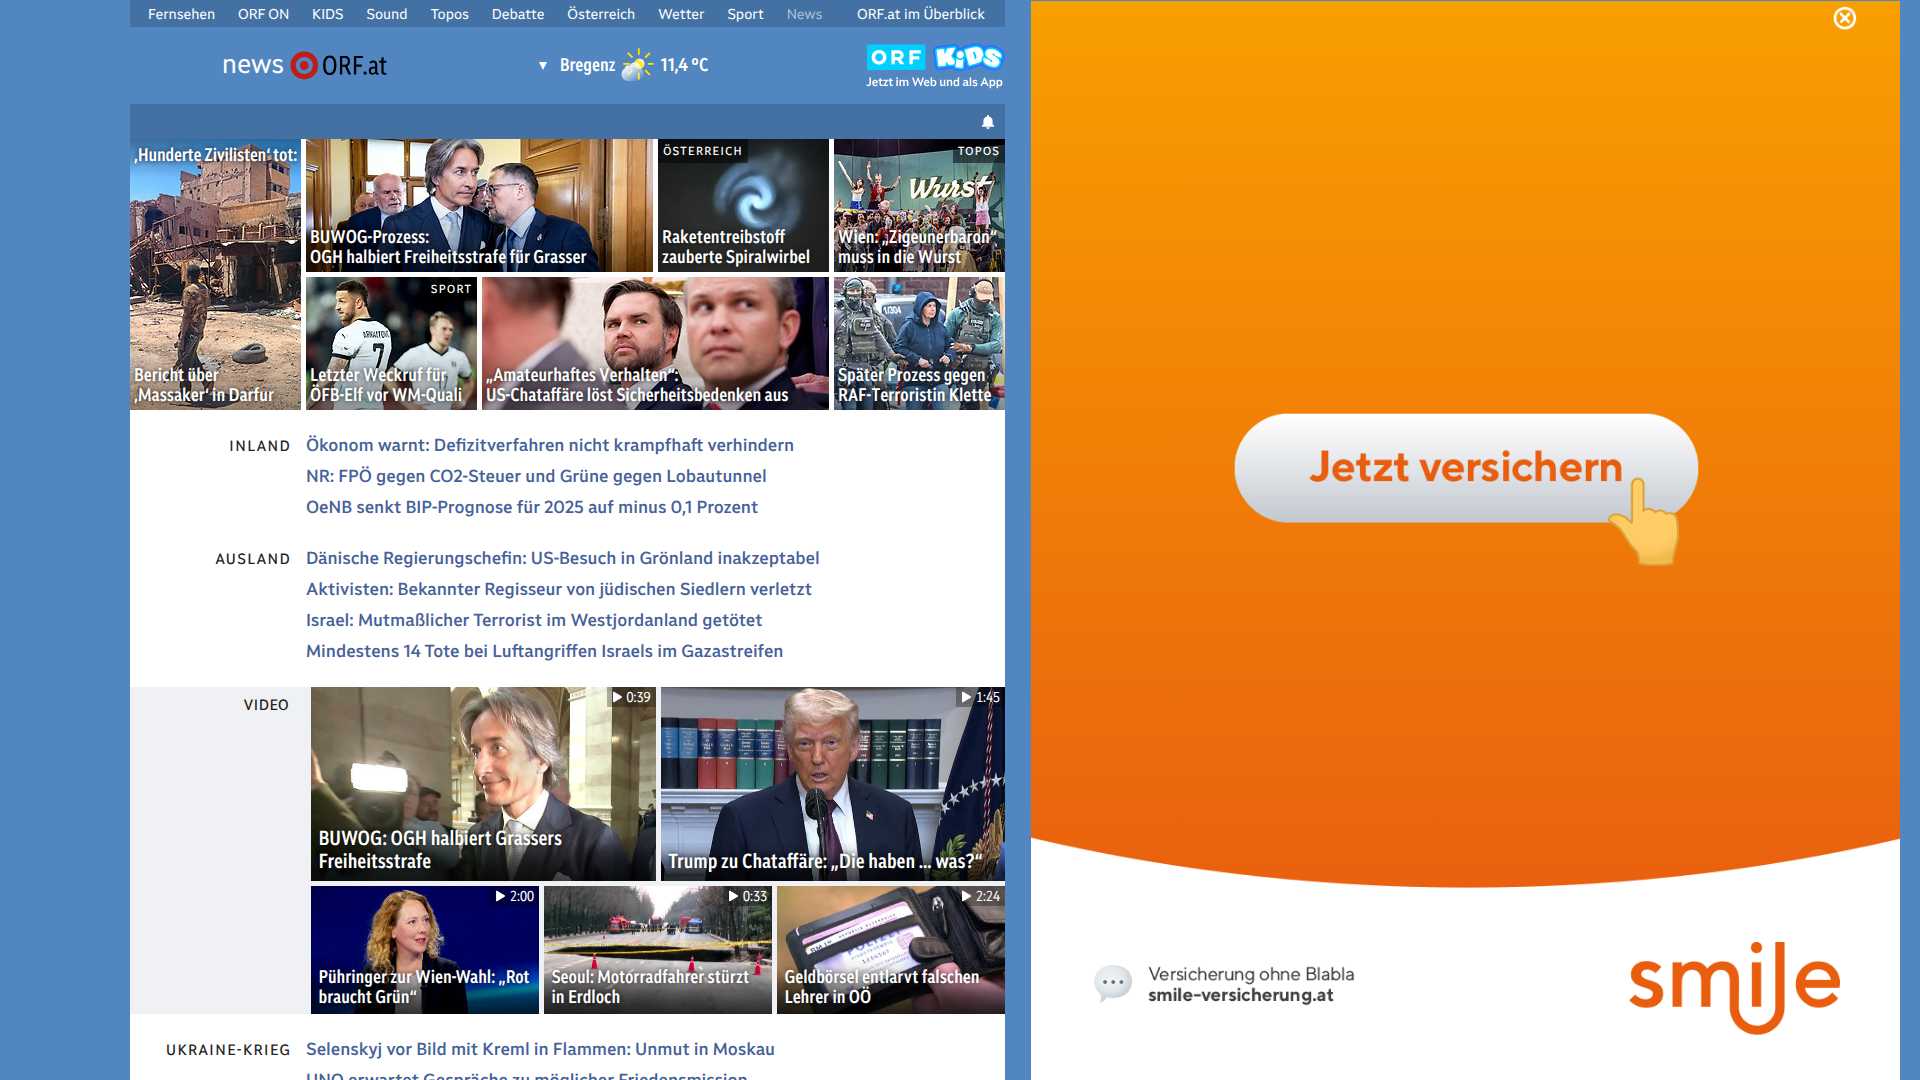 Fernsehen ORF ON KIDS Sound Topos Debatte Österreich Wetter Sport News ORF.at im Überblick
news ORF.at
▼ Bregenz 11,4 °C
ORF KiDS
Jetzt im Web und als App
‚Hunderte Zivilisten‘ tot:
Bericht über
‚Massaker‘ in Darfur
BUWOG-Prozess:
OGH halbiert Freiheitsstrafe für Grasser
ÖSTERREICH
Raketentreibstoff
zauberte Spiralwirbel
TOPOS
Wurst
Wien: „Zigeunerbaron“
muss in die Wurst
SPORT
7
Letzter Weckruf für
ÖFB-Elf vor WM-Quali
„Amateurhaftes Verhalten“:
US-Chataffäre löst Sicherheitsbedenken aus
Später Prozess gegen
RAF-Terroristin Klette
INLAND
Ökonom warnt: Defizitverfahren nicht krampfhaft verhindern
NR: FPÖ gegen CO2-Steuer und Grüne gegen Lobautunnel
OeNB senkt BIP-Prognose für 2025 auf minus 0,1 Prozent
AUSLAND
Dänische Regierungschefin: US-Besuch in Grönland inakzeptabel
Aktivisten: Bekannter Regisseur von jüdischen Siedlern verletzt
Israel: Mutmaßlicher Terrorist im Westjordanland getötet
Mindestens 14 Tote bei Luftangriffen Israels im Gazastreifen
VIDEO
0:39
BUWOG: OGH halbiert Grassers
Freiheitsstrafe
1:45
Trump zu Chataffäre: „Die haben ... was?“
2:00
Pühringer zur Wien-Wahl: „Rot
braucht Grün“
0:33
Seoul: Motorradfahrer stürzt
in Erdloch
2:24
Geldbörsel entlarvt falschen
Lehrer in OÖ
UKRAINE-KRIEG
Selenskyj vor Bild mit Kreml in Flammen: Unmut in Moskau
UNO erwartet Gespräche zu möglicher Friedensmission
Jetzt versichern
Versicherung ohne Blabla
smile-versicherung.at
smile